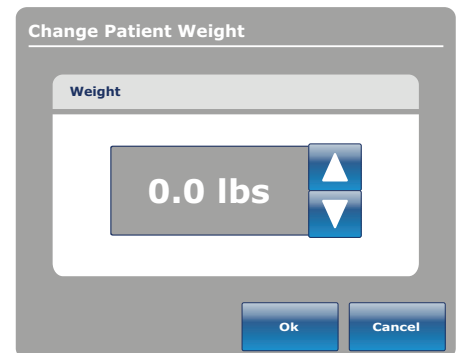 Change Patient Weight
Weight
0.0 lbs
Ok
Cancel